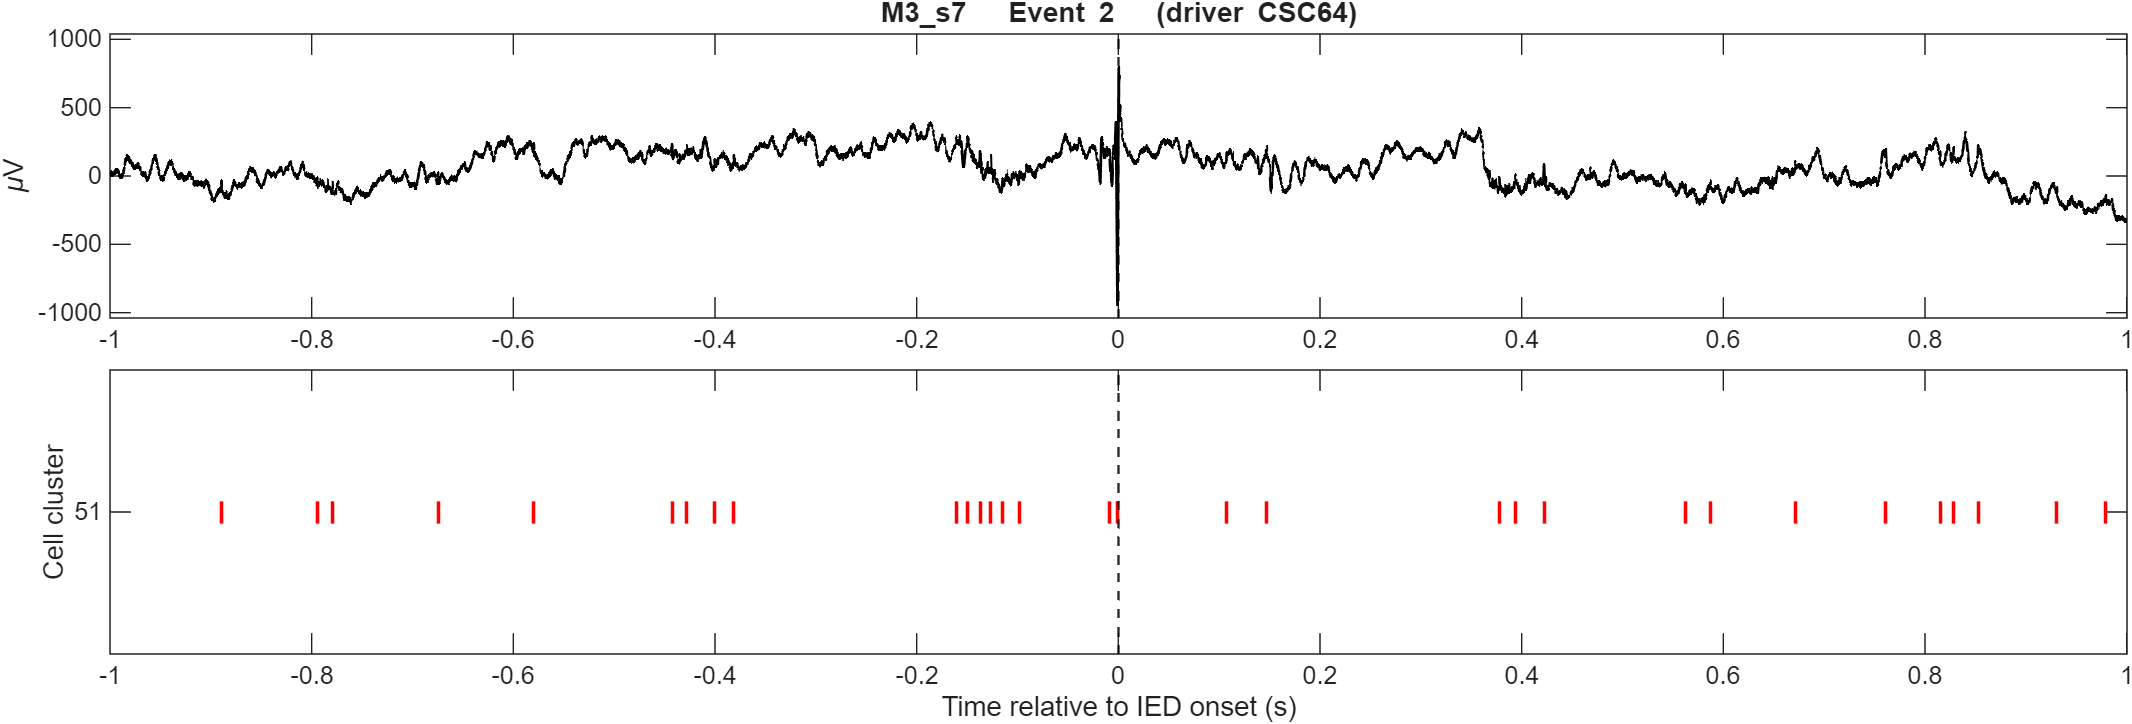 M3_s7 Event 2 (driver CSC64)
1000
500
0
-500
-1000
µV
-1 -0.8 -0.6 -0.4 -0.2 0 0.2 0.4 0.6 0.8 1
Cell cluster
51
-1 -0.8 -0.6 -0.4 -0.2 0 0.2 0.4 0.6 0.8 1
Time relative to IED onset (s)